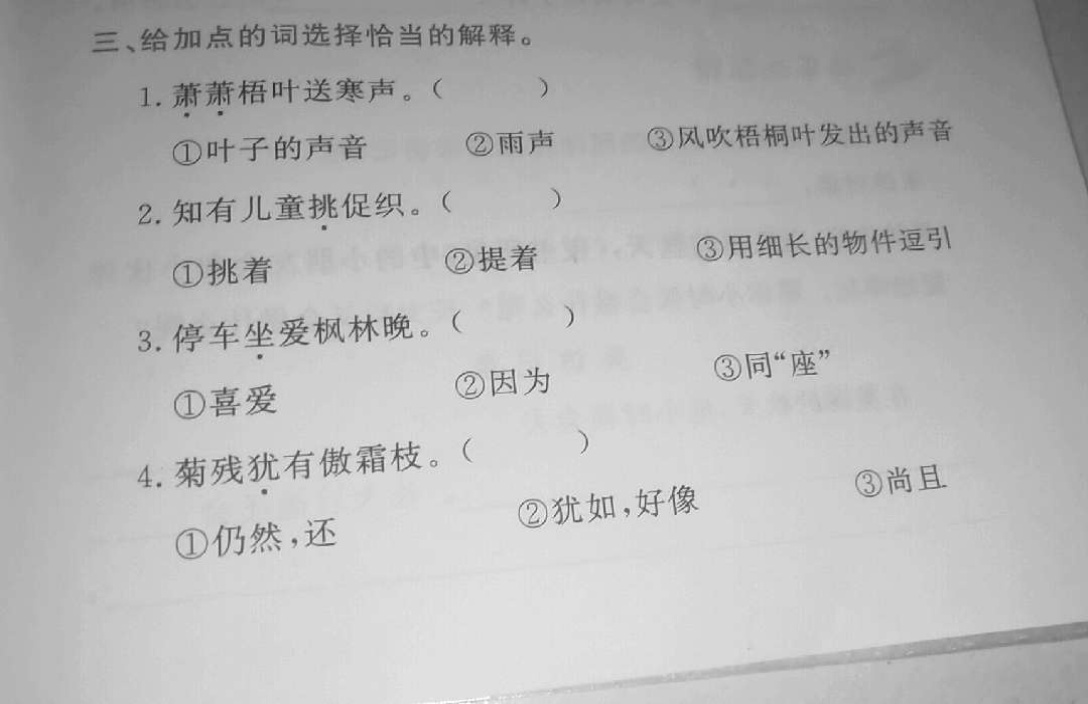 三、给加点的词选择恰当的解释。
1. 萧萧梧叶送寒声。(　　)
①叶子的声音　②雨声　③风吹梧桐叶发出的声音
2. 知有儿童挑促织。(　　)
①挑着　②提着　③用细长的物件逗引
3. 停车坐爱枫林晚。(　　)
①喜爱　②因为　③同“座”
4. 菊残犹有傲霜枝。(　　)
①仍然,还　②犹如,好像　③尚且